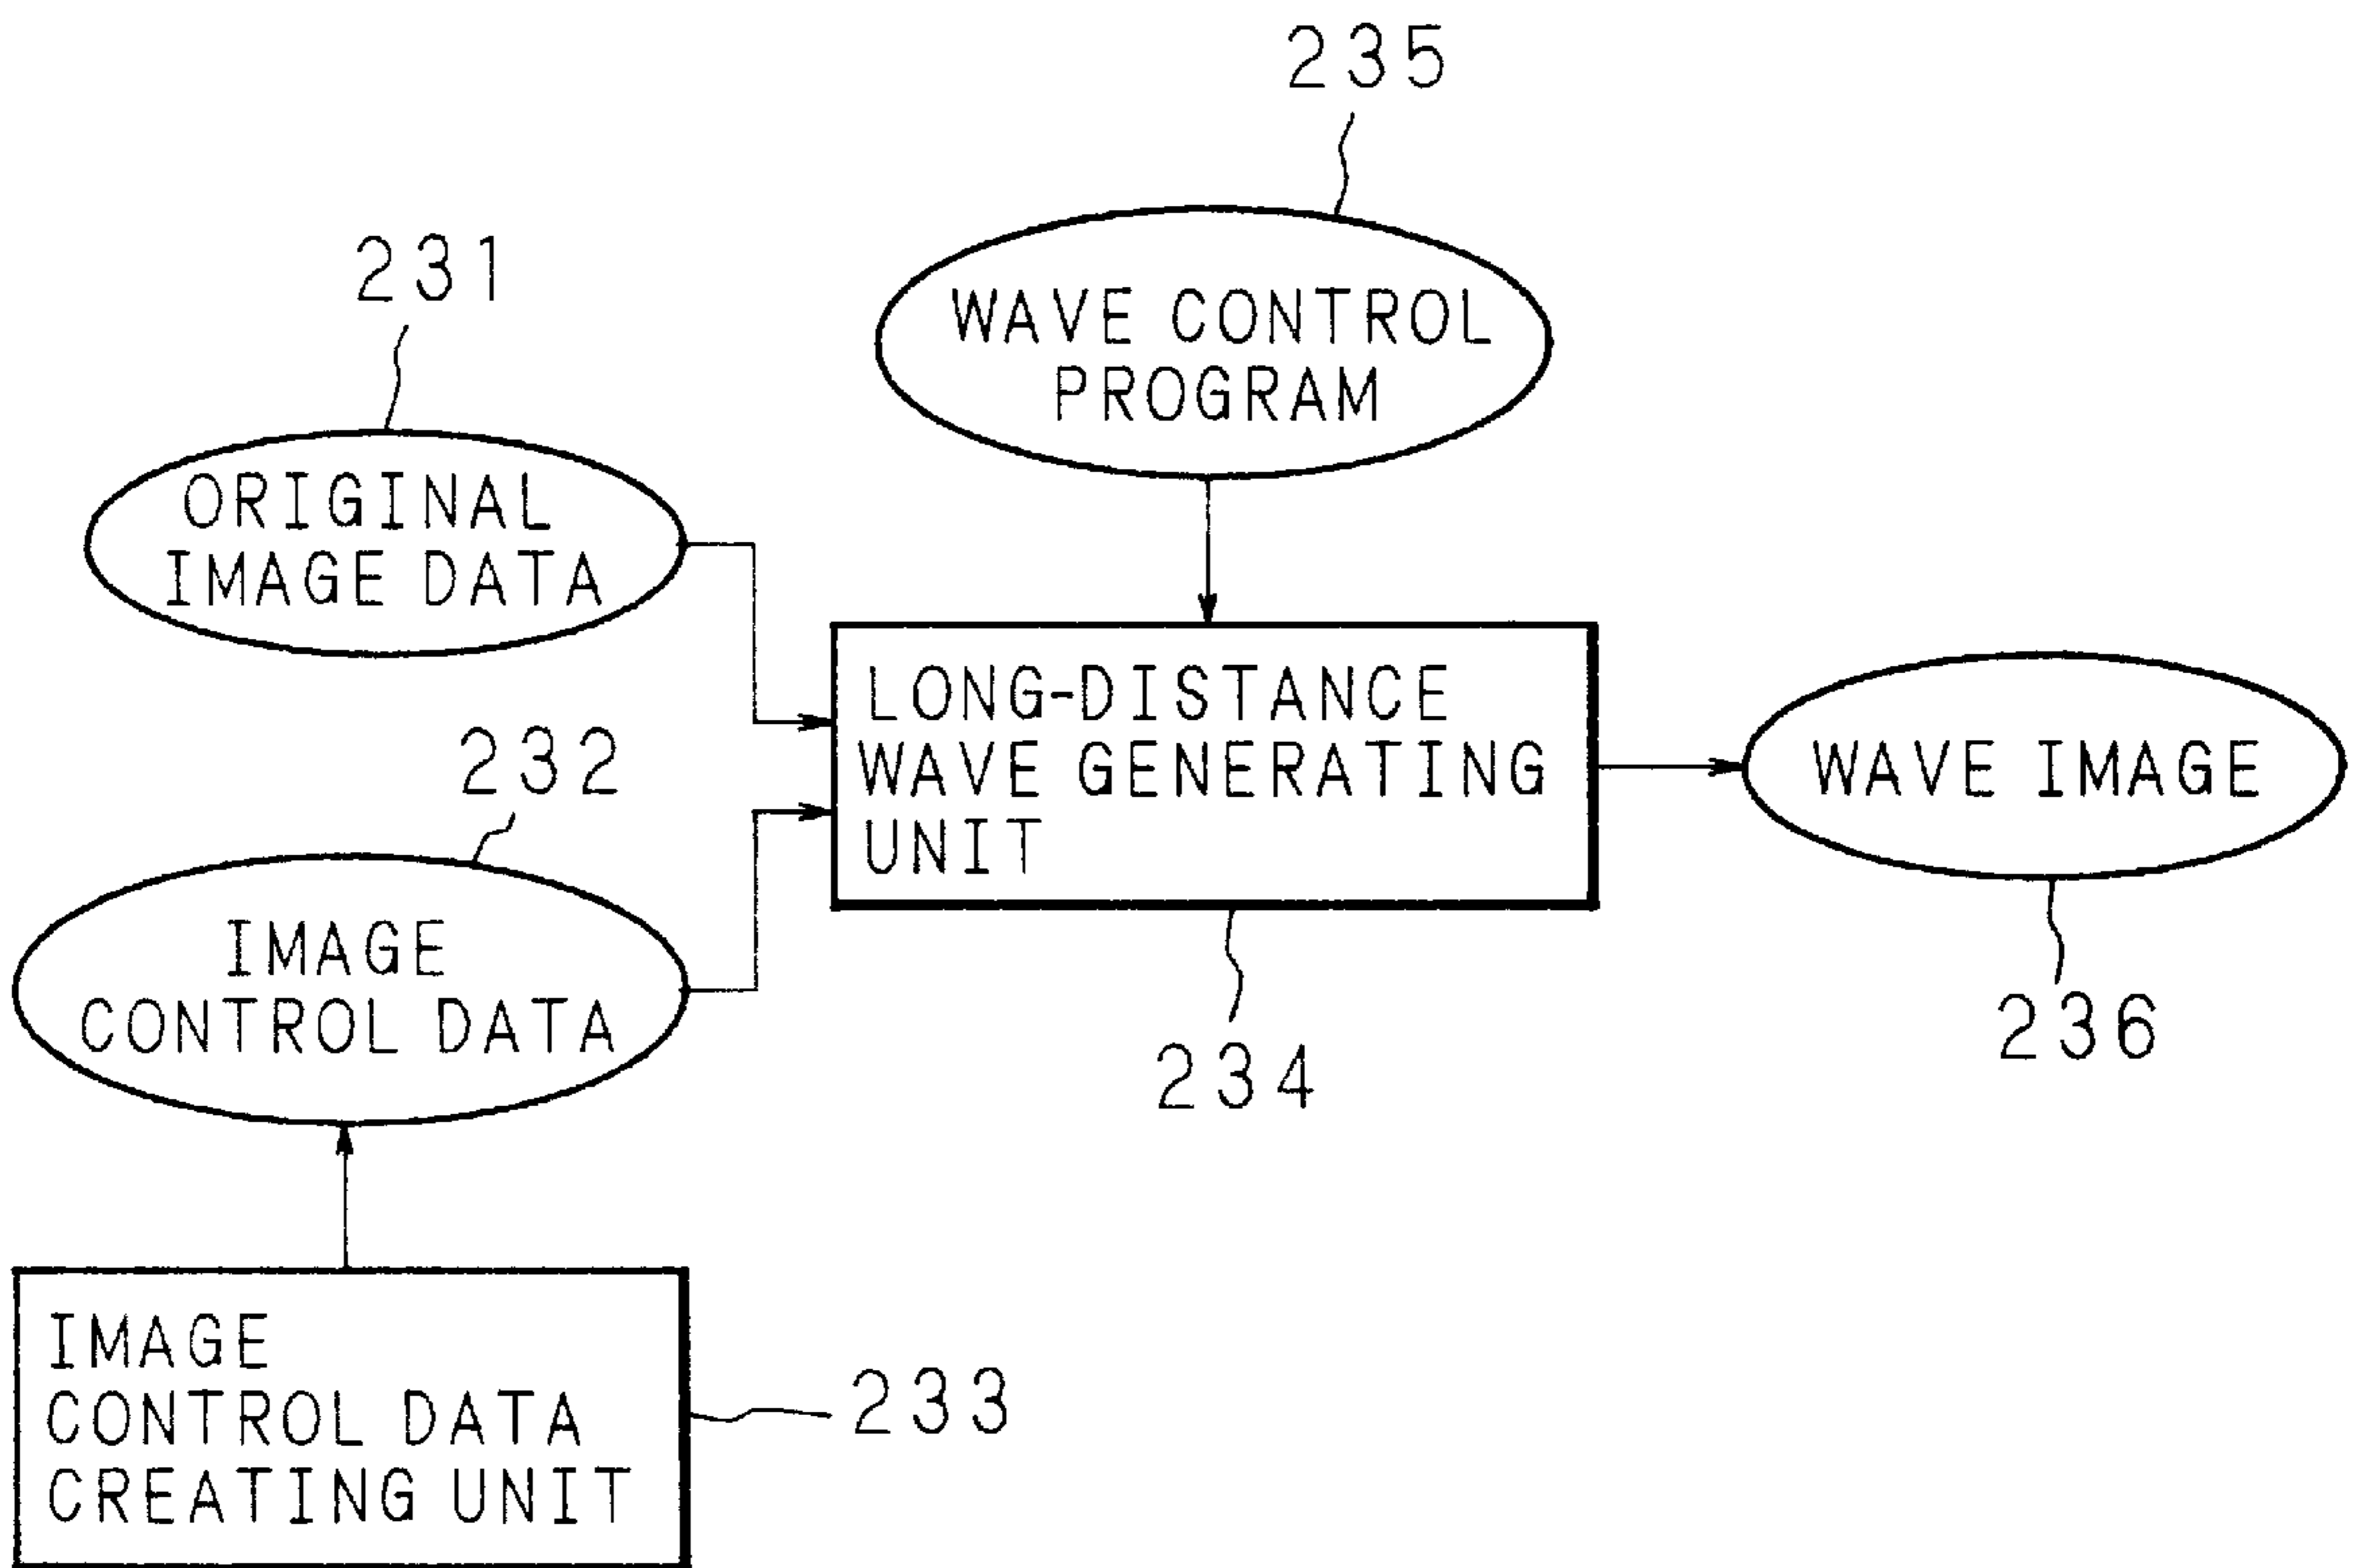 235
WAVE CONTROL
PROGRAM
231
ORIGINAL
IMAGE DATA
LONG-DISTANCE
WAVE GENERATING
UNIT
234
WAVE IMAGE
236
232
IMAGE
CONTROL DATA
IMAGE
CONTROL DATA
CREATING UNIT
233